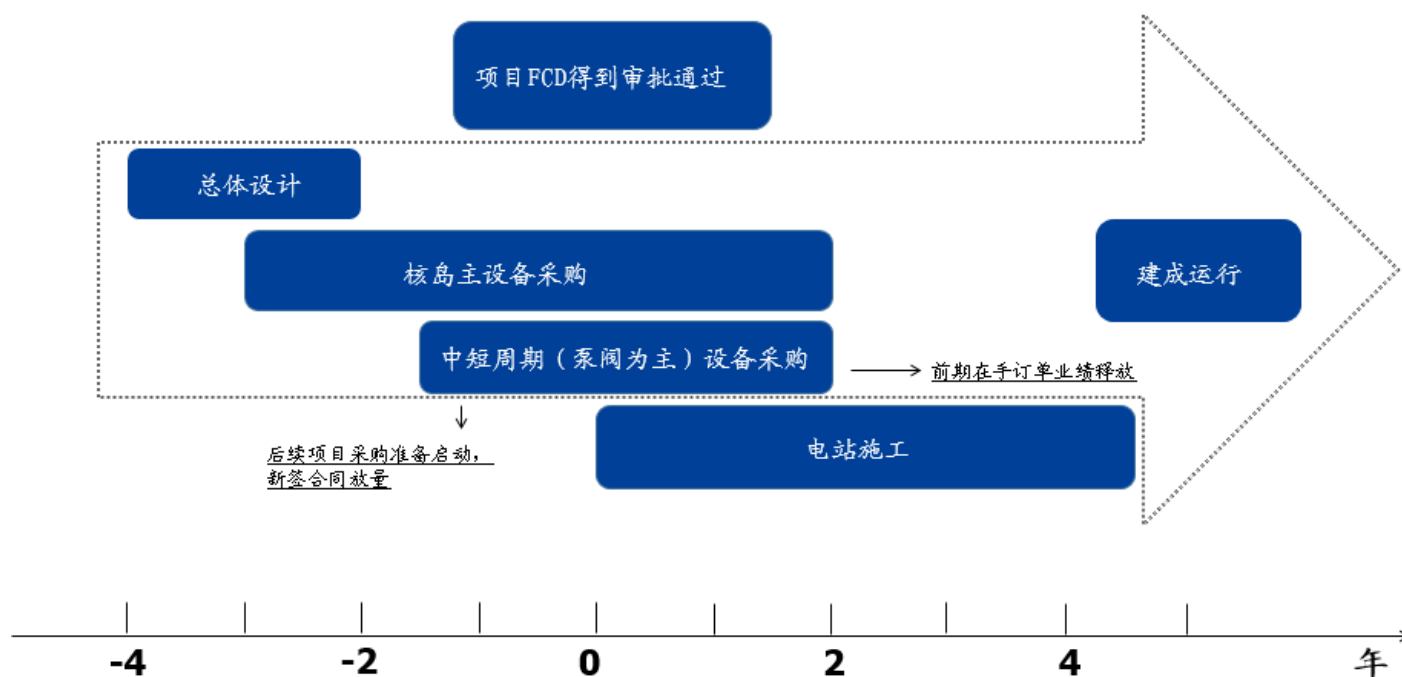 项目FCD得到审批通过
总体设计
核岛主设备采购
建成运行
中短周期（泵阀为主）设备采购
前期在手订单业绩释放
后续项目采购准备启动，
新签合同放量
电站施工
-4
-2
0
2
4
年